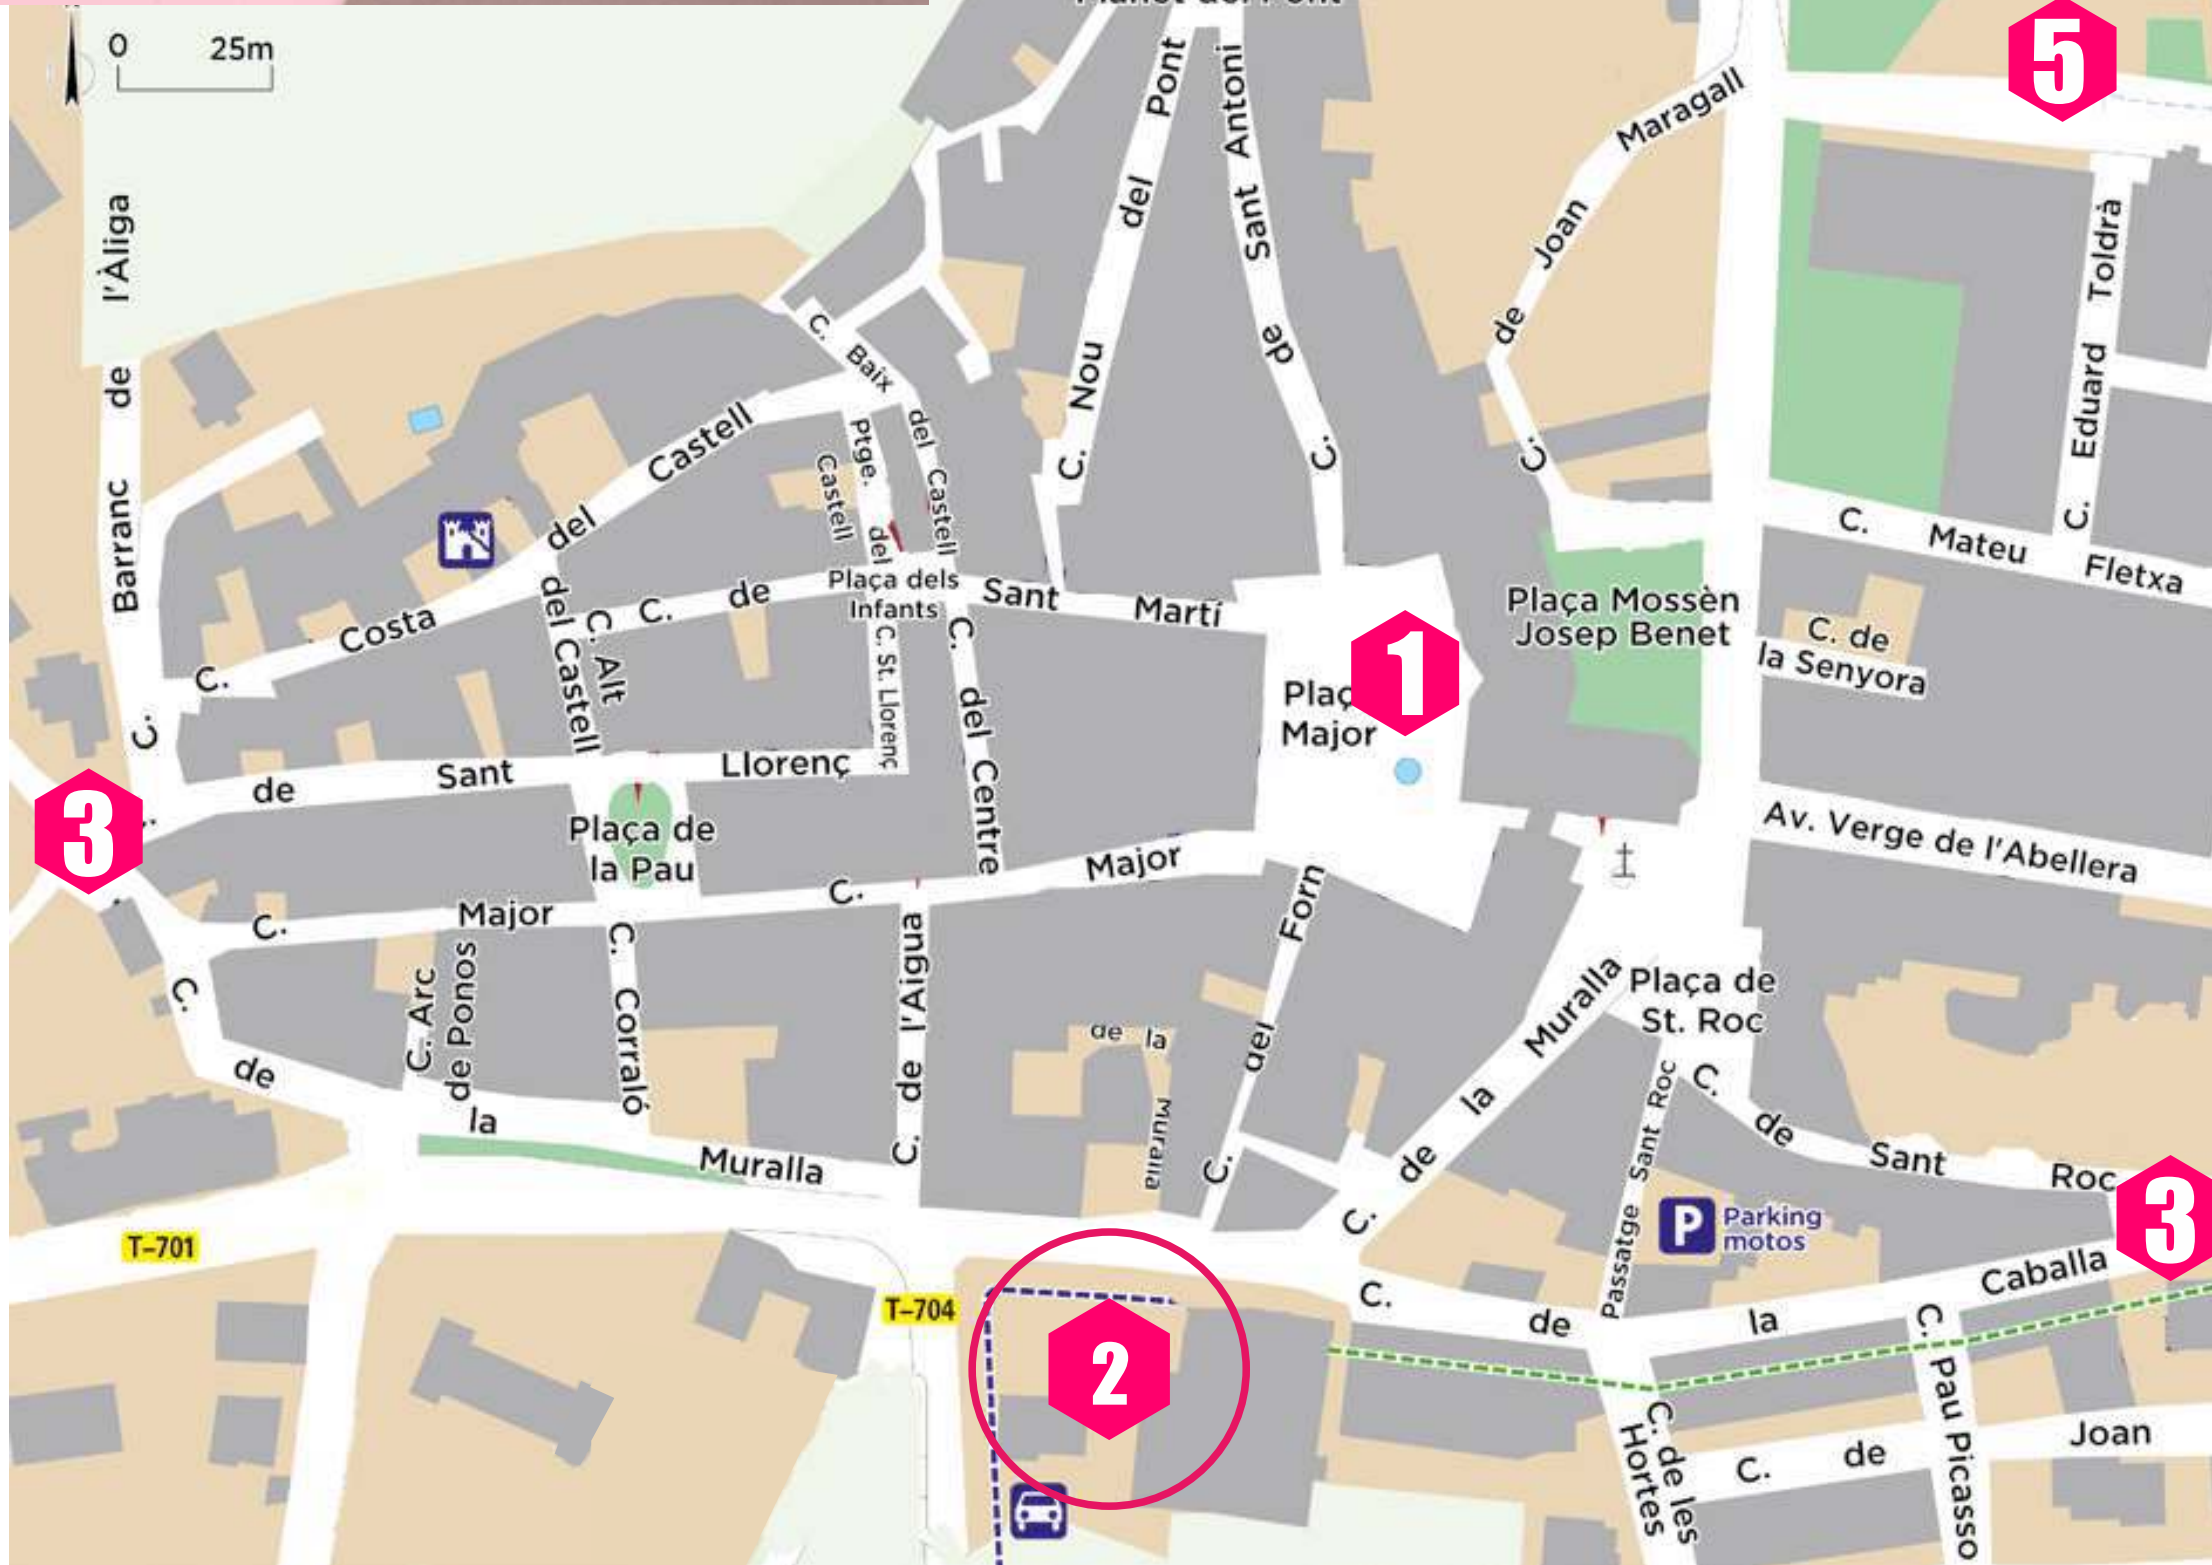 0 25m
Planet del Pont
5
C. Nou del Pont
C. de Sant Antoni
C. de Joan Maragall
C. Barranc de l'Àliga
C. Eduard Toldrà
C. Baix del Castell
C. Costa del Castell
Ptge. del
Castell
C. Mateu Fletxa
Plaça dels
Infants
C. de Sant Martí
C. Alt
del Castell
C. St. Llorenç
C. del Centre
Plaça Mossèn
Josep Benet
1
C. de
la Senyora
Plaç
Major
de Sant Llorenç
3
Plaça de
la Pau
Av. Verge de l'Abellera
C. Major C. Major
C. del Forn
C. Arc
de Ponos
C. Corraló
C. de l'Aigua
de la
Muralla
Plaça de
St. Roc
C. de la Muralla
C. de la Muralla
Passatge Sant Roc
C. de Sant Roc
P Parking
motos
3
T-701
T-704
2
C. de la Caballa
C. Pau Picasso
C. de les
Hortes
C. de Joan